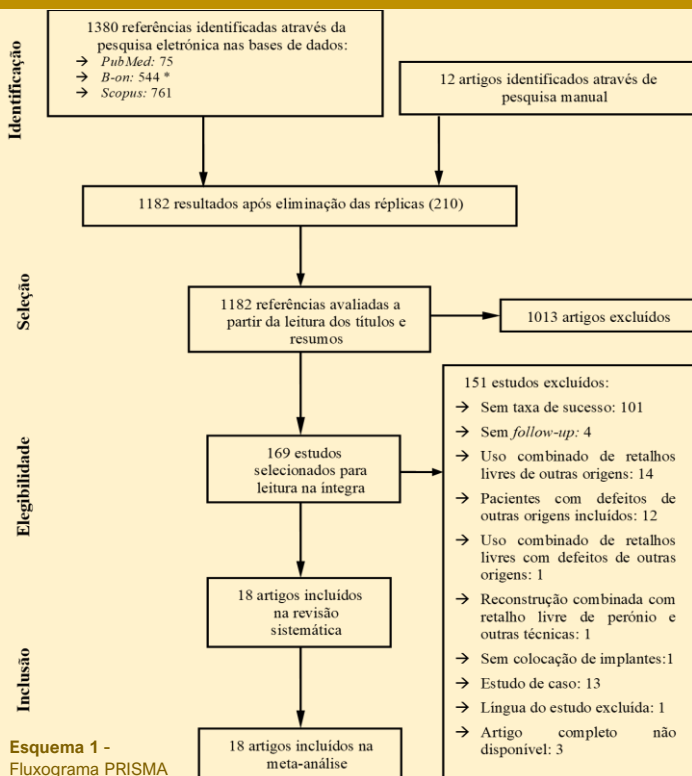 Identificação
1380 referências identificadas através da
pesquisa eletrónica nas bases de dados:
→ PubMed: 75
→ B-on: 544 *
→ Scopus: 761
12 artigos identificados através de
pesquisa manual
1182 resultados após eliminação das réplicas (210)
Seleção
1182 referências avaliadas a
partir da leitura dos títulos e
resumos
1013 artigos excluídos
Elegibilidade
169 estudos
selecionados para
leitura na íntegra
151 estudos excluídos:
→ Sem taxa de sucesso: 101
→ Sem follow-up: 4
→ Uso combinado de retalhos
livres de outras origens: 14
→ Pacientes com defeitos de
outras origens incluídos: 12
→ Uso combinado de retalhos
livres com defeitos de outras
origens: 1
→ Reconstrução combinada com
retalho livre de perónio e
outras técnicas: 1
→ Sem colocação de implantes:1
→ Estudo de caso: 13
→ Língua do estudo excluída: 1
→ Artigo completo não
disponível: 3
Inclusão
18 artigos incluídos
na revisão
sistemática
18 artigos incluídos na
meta-análise
Esquema 1 -
Fluxograma PRISMA